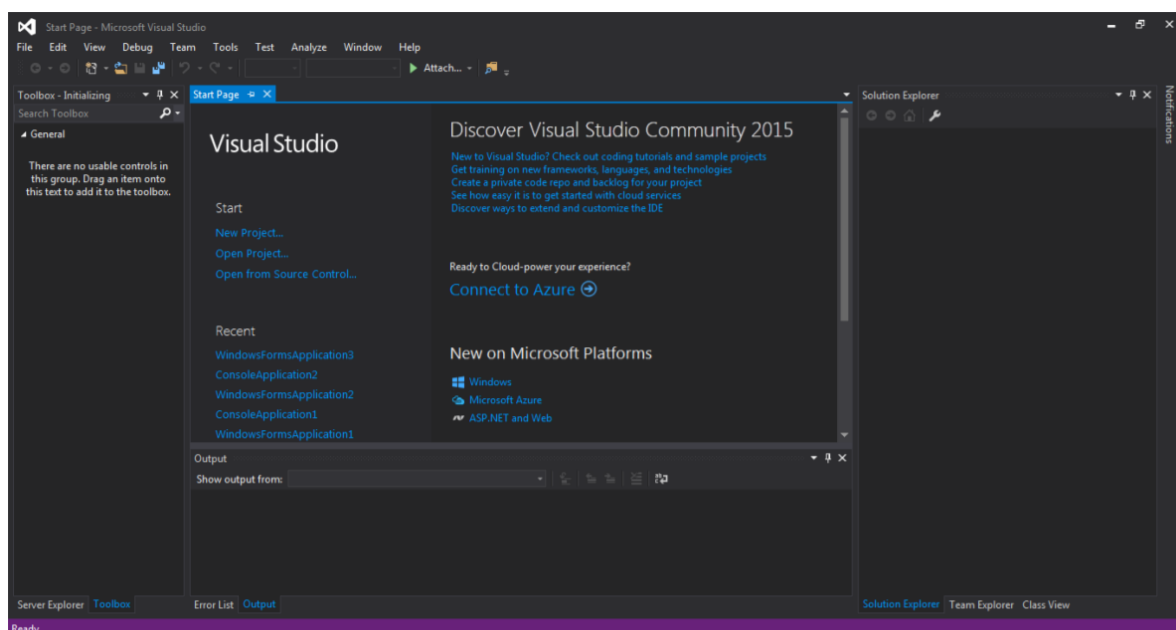 Start Page - Microsoft Visual Studio
File Edit View Debug Team Tools Test Analyze Window Help
Attach...
Toolbox - Initializing
Search Toolbox
General
There are no usable controls in
this group. Drag an item onto
this text to add it to the toolbox.
Server Explorer Toolbox
Start Page
Visual Studio
Start
New Project...
Open Project...
Open from Source Control...
Recent
WindowsFormsApplication3
ConsoleApplication2
WindowsFormsApplication2
ConsoleApplication1
WindowsFormsApplication1
Discover Visual Studio Community 2015
New to Visual Studio? Check out coding tutorials and sample projects
Get training on new frameworks, languages, and technologies
Create a private code repo and backlog for your project
See how easy it is to get started with cloud services
Discover ways to extend and customize the IDE
Ready to Cloud-power your experience?
Connect to Azure
New on Microsoft Platforms
Windows
Microsoft Azure
ASP.NET and Web
Output
Show output from:
Error List Output
Solution Explorer
Solution Explorer Team Explorer Class View
Notifications
Ready